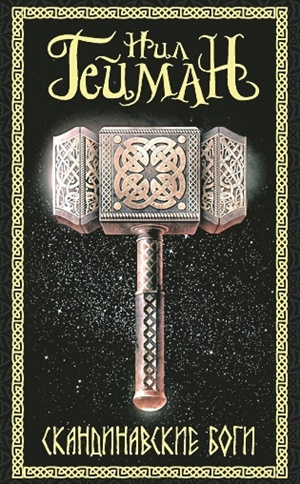 Нил
Гейман
Скандинавские боги